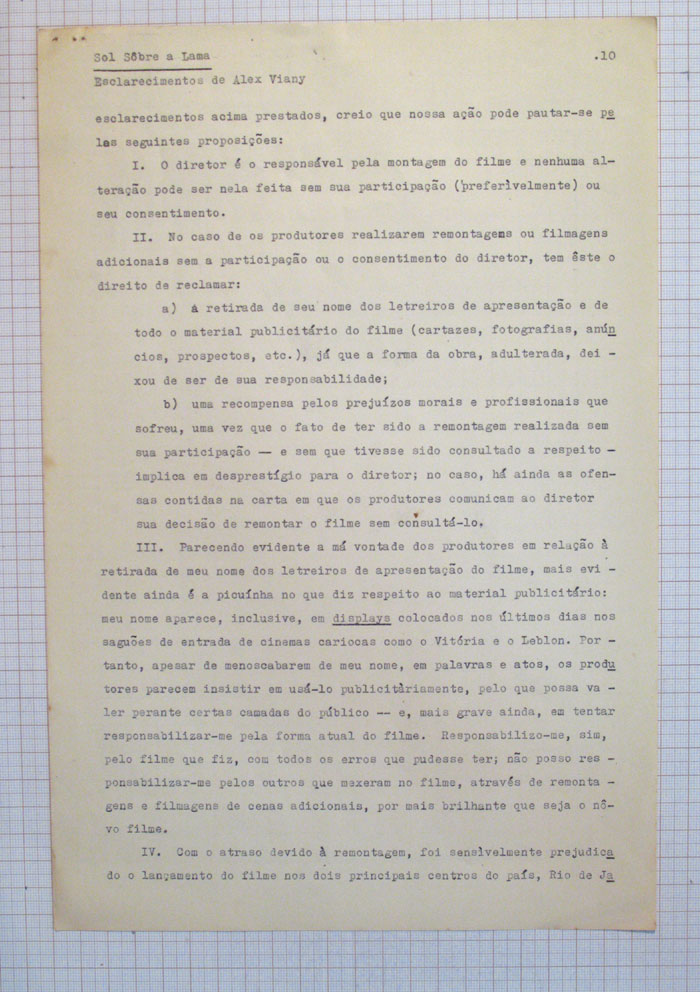 Sol Sôbre a Lama .10
Esclarecimentos de Alex Viany
esclarecimentos acima prestados, creio que nossa ação pode pautar-se pe
las seguintes proposições:
I. O diretor é o responsável pela montagem do filme e nenhuma al-
teração pode ser nela feita sem sua participação (preferìvelmente) ou
seu consentimento.
II. No caso de os produtores realizarem remontagens ou filmagens
adicionais sem a participação ou o consentimento do diretor, tem êste o
direito de reclamar:
a) a retirada de seu nome dos letreiros de apresentação e de
todo o material publicitário do filme (cartazes, fotografias, anún
cios, prospectos, etc.), já que a forma da obra, adulterada, dei -
xou de ser de sua responsabilidade;
b) uma recompensa pelos prejuízos morais e profissionais que
sofreu, uma vez que o fato de ter sido a remontagem realizada sem
sua participação — e sem que tivesse sido consultado a respeito -
implica em desprestígio para o diretor; no caso, há ainda as ofen-
sas contidas na carta em que os produtores comunicam ao diretor
sua decisão de remontar o filme sem consultá-lo.
III. Parecendo evidente a má vontade dos produtores em relação à
retirada de meu nome dos letreiros de apresentação do filme, mais evi -
dente ainda é a picuínha no que diz respeito ao material publicitário:
meu nome aparece, inclusive, em displays colocados nos últimos dias nos
saguões de entrada de cinemas cariocas como o Vitória e o Leblon. Por -
tanto, apesar de menoscabarem de meu nome, em palavras e atos, os produ
tores parecem insistir em usá-lo publicitàriamente, pelo que possa va -
ler perante certas camadas do público — e, mais grave ainda, em tentar
responsabilizar-me pela forma atual do filme. Responsabilizo-me, sim,
pelo filme que fiz, com todos os erros que pudesse ter; não posso res -
ponsabilizar-me pelos outros que mexeram no filme, através de remonta -
gens e filmagens de cenas adicionais, por mais brilhante que seja o nô-
vo filme.
IV. Com o atraso devido à remontagem, foi sensìvelmente prejudica
do o lançamento do filme nos dois principais centros do país, Rio de Ja